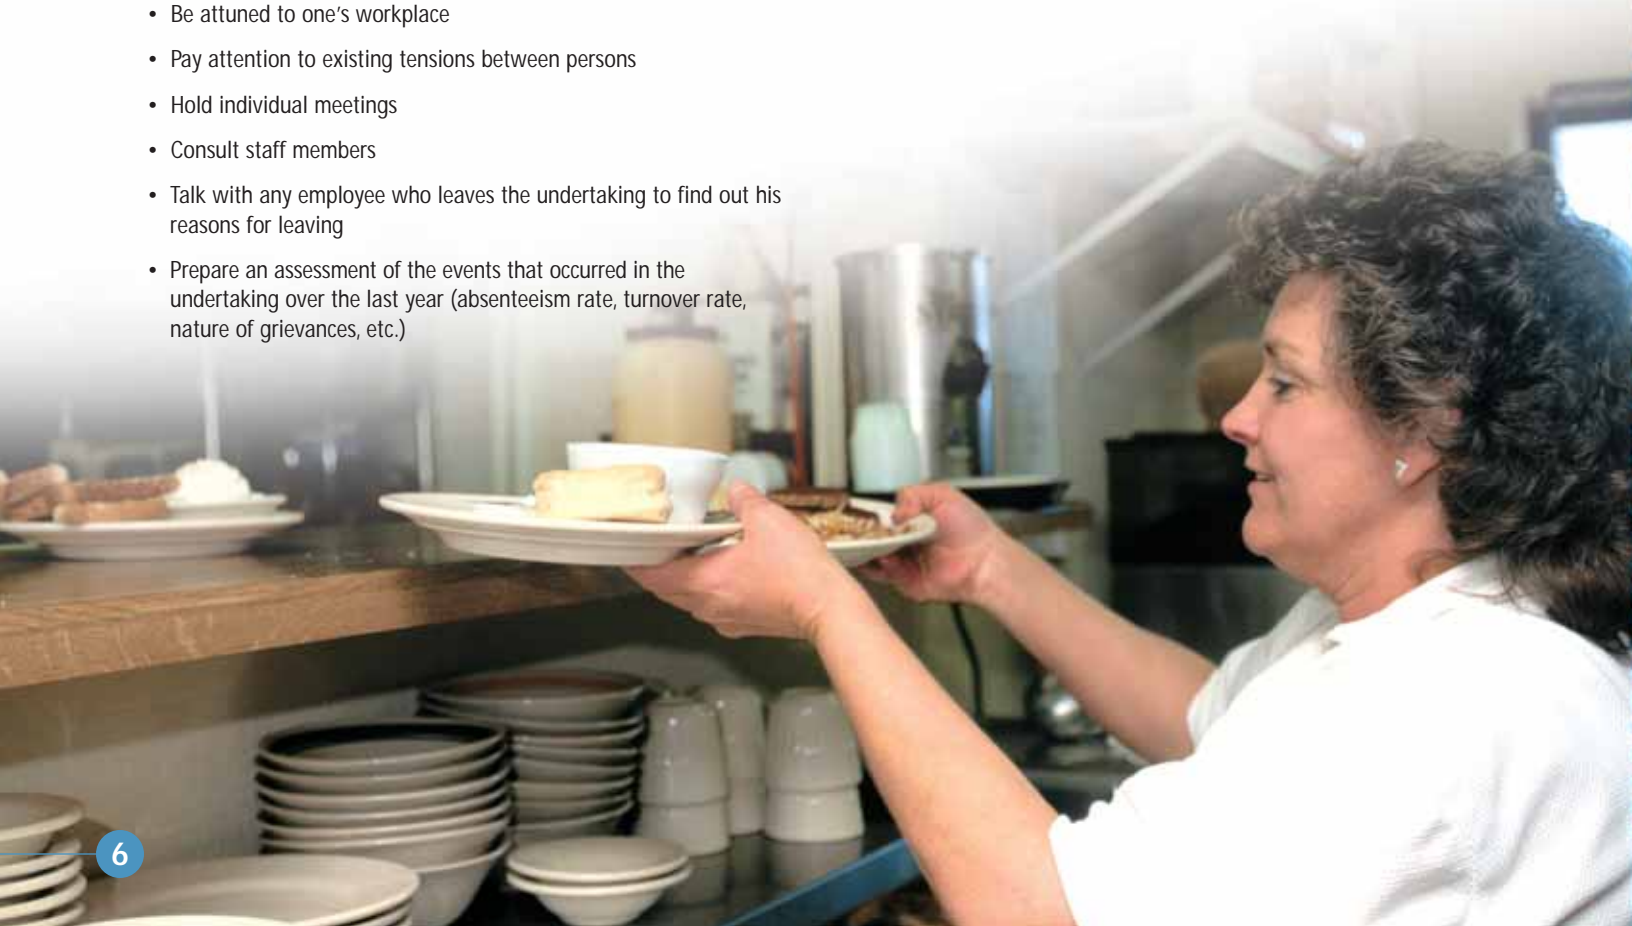 • Be attuned to one's workplace
• Pay attention to existing tensions between persons
• Hold individual meetings
• Consult staff members
• Talk with any employee who leaves the undertaking to find out his
reasons for leaving
• Prepare an assessment of the events that occurred in the
undertaking over the last year (absenteeism rate, turnover rate,
nature of grievances, etc.)
6